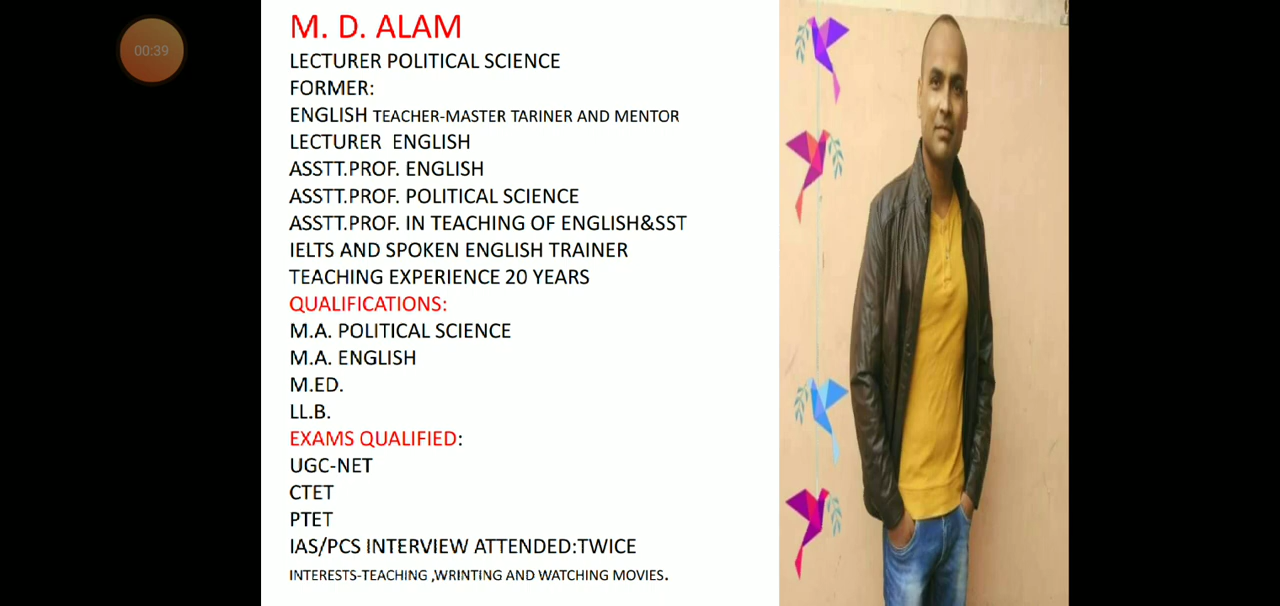 00:39
M. D. ALAM
LECTURER POLITICAL SCIENCE
FORMER:
ENGLISH TEACHER-MASTER TARINER AND MENTOR
LECTURER ENGLISH
ASSTT.PROF. ENGLISH
ASSTT.PROF. POLITICAL SCIENCE
ASSTT.PROF. IN TEACHING OF ENGLISH&SST
IELTS AND SPOKEN ENGLISH TRAINER
TEACHING EXPERIENCE 20 YEARS
QUALIFICATIONS:
M.A. POLITICAL SCIENCE
M.A. ENGLISH
M.ED.
LL.B.
EXAMS QUALIFIED:
UGC-NET
CTET
PTET
IAS/PCS INTERVIEW ATTENDED:TWICE
INTERESTS-TEACHING ,WRINTING AND WATCHING MOVIES.